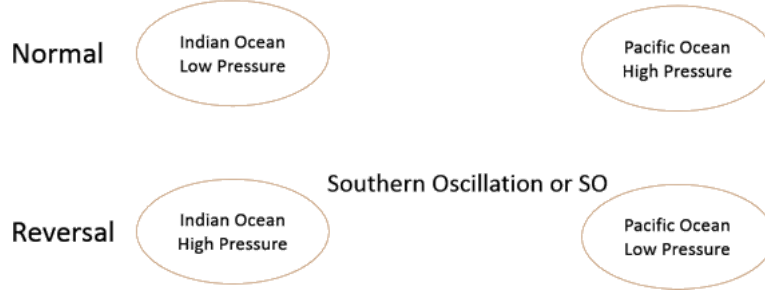 Normal
Indian Ocean
Low Pressure
Pacific Ocean
High Pressure
Southern Oscillation or SO
Reversal
Indian Ocean
High Pressure
Pacific Ocean
Low Pressure